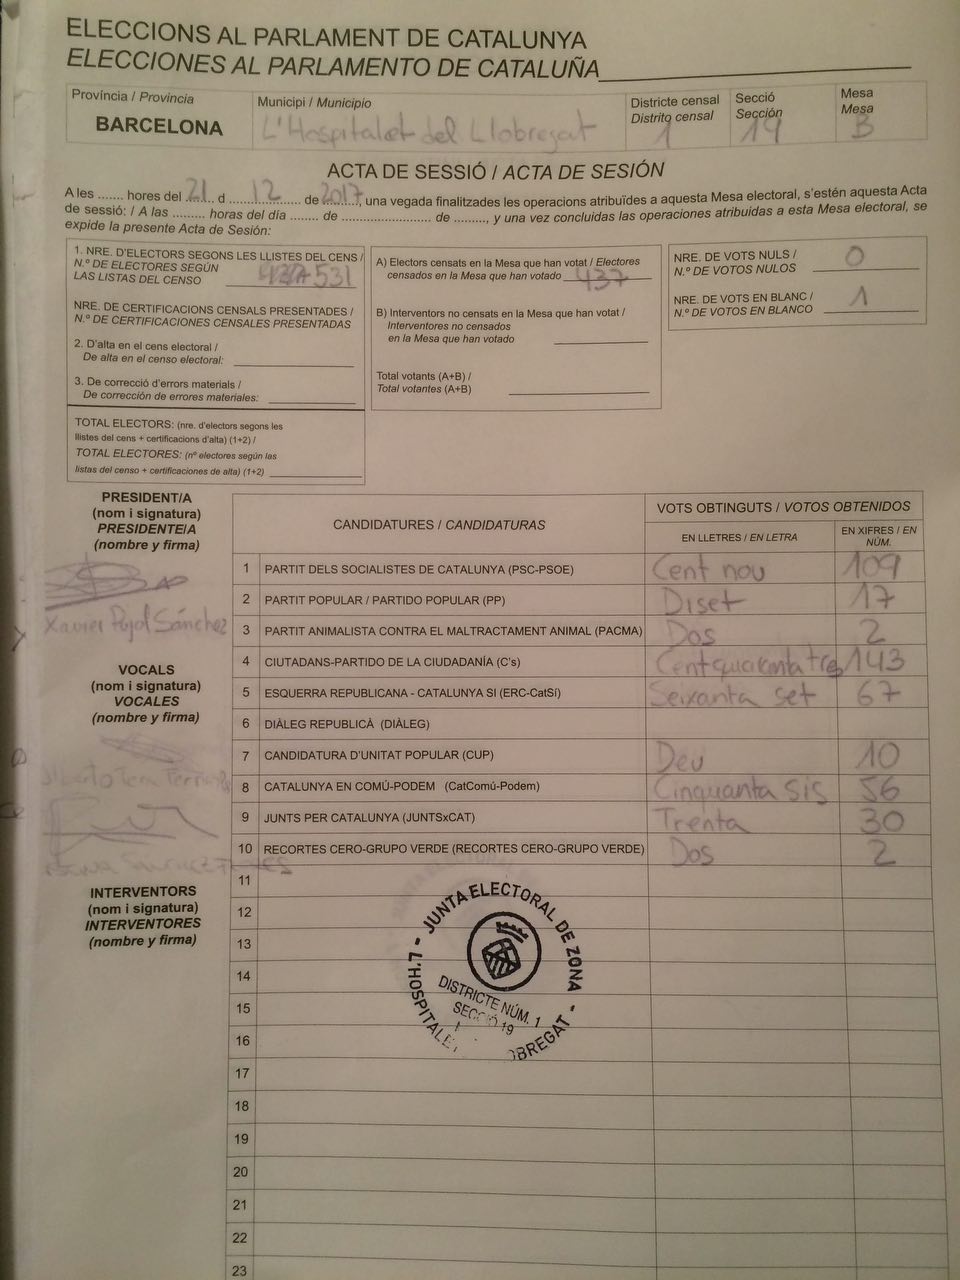 ELECCIONS AL PARLAMENT DE CATALUNYA
ELECCIONES AL PARLAMENTO DE CATALUÑA
Província / Provincia
BARCELONA
Municipi / Municipio
L'Hospitalet del Llobregat
Districte censal
Distrito censal
1
Secció
Sección
19
Mesa
Mesa
B
ACTA DE SESSIÓ / ACTA DE SESIÓN
A les ....... hores del 21 d 12 de 2017, una vegada finalitzades les operacions atribuïdes a aquesta Mesa electoral, s'estén aquesta Acta
de sessió: / A las ......... horas del día ........ de ........................ de ........., y una vez concluidas las operaciones atribuidas a esta Mesa electoral, se
expide la presente Acta de Sesión:
1. NRE. D'ELECTORS SEGONS LES LLISTES DEL CENS /
N.º DE ELECTORES SEGÚN
LAS LISTAS DEL CENSO 531
NRE. DE CERTIFICACIONS CENSALS PRESENTADES /
N.º DE CERTIFICACIONES CENSALES PRESENTADAS
2. D'alta en el cens electoral /
De alta en el censo electoral:
3. De correcció d'errors materials /
De corrección de errores materiales:
TOTAL ELECTORS: (nre. d'electors segons les
llistes del cens + certificacions d'alta) (1+2) /
TOTAL ELECTORES: (nº electores según las
listas del censo + certificaciones de alta) (1+2)
A) Electors censats en la Mesa que han votat / Electores
censados en la Mesa que han votado 437
B) Interventors no censats en la Mesa que han votat /
Interventores no censados
en la Mesa que han votado
Total votants (A+B) /
Total votantes (A+B)
NRE. DE VOTS NULS /
N.º DE VOTOS NULOS 0
NRE. DE VOTS EN BLANC /
N.º DE VOTOS EN BLANCO 1
PRESIDENT/A
(nom i signatura)
PRESIDENTE/A
(nombre y firma)
Xavier Pujol Sánchez
VOCALS
(nom i signatura)
VOCALES
(nombre y firma)
INTERVENTORS
(nom i signatura)
INTERVENTORES
(nombre y firma)
CANDIDATURES / CANDIDATURAS
VOTS OBTINGUTS / VOTOS OBTENIDOS
EN LLETRES / EN LETRA
EN XIFRES / EN
NÚM.
1 PARTIT DELS SOCIALISTES DE CATALUNYA (PSC-PSOE) Cent nou 109
2 PARTIT POPULAR / PARTIDO POPULAR (PP) Diset 17
3 PARTIT ANIMALISTA CONTRA EL MALTRACTAMENT ANIMAL (PACMA) Dos 2
4 CIUTADANS-PARTIDO DE LA CIUDADANÍA (C's) Cent quaranta tres 143
5 ESQUERRA REPUBLICANA - CATALUNYA SI (ERC-CatSí) Seixanta set 67
6 DIÀLEG REPUBLICÀ (DIÀLEG)
7 CANDIDATURA D'UNITAT POPULAR (CUP) Deu 10
8 CATALUNYA EN COMÚ-PODEM (CatComú-Podem) Cinquanta sis 56
9 JUNTS PER CATALUNYA (JUNTSxCAT) Trenta 30
10 RECORTES CERO-GRUPO VERDE (RECORTES CERO-GRUPO VERDE) Dos 2
11
12
13
14
15
16
17
18
19
20
21
22
23
JUNTA ELECTORAL DE ZONA
DISTRICTE NÚM. 1
SECCIÓ 19